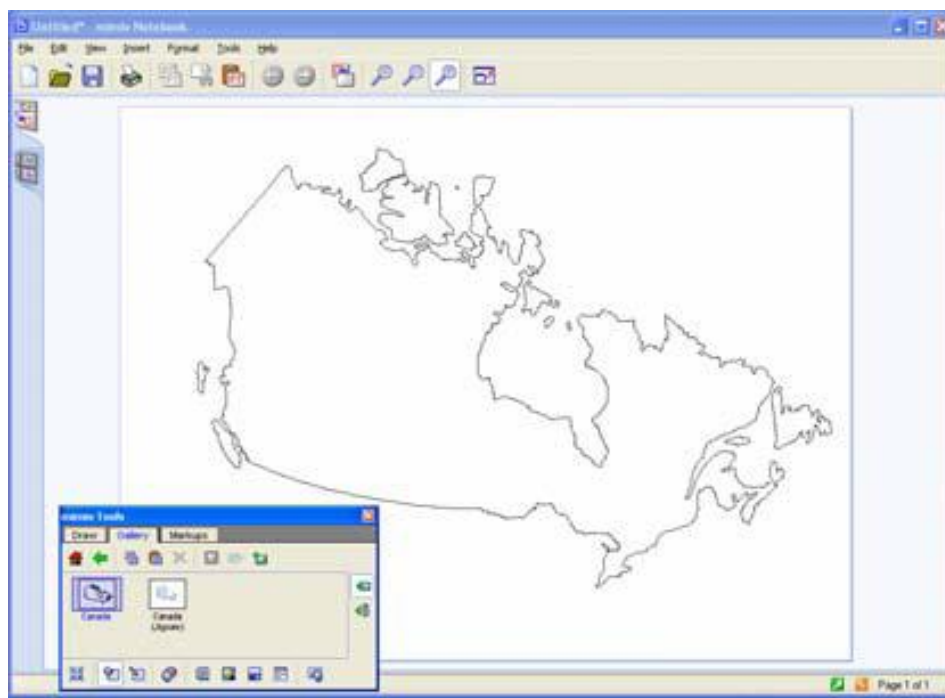 Untitled* - mimio Notebook
File Edit View Insert Format Tools Help
mimio Tools
Draw Gallery Markups
Canada
Canada
Page 1 of 1